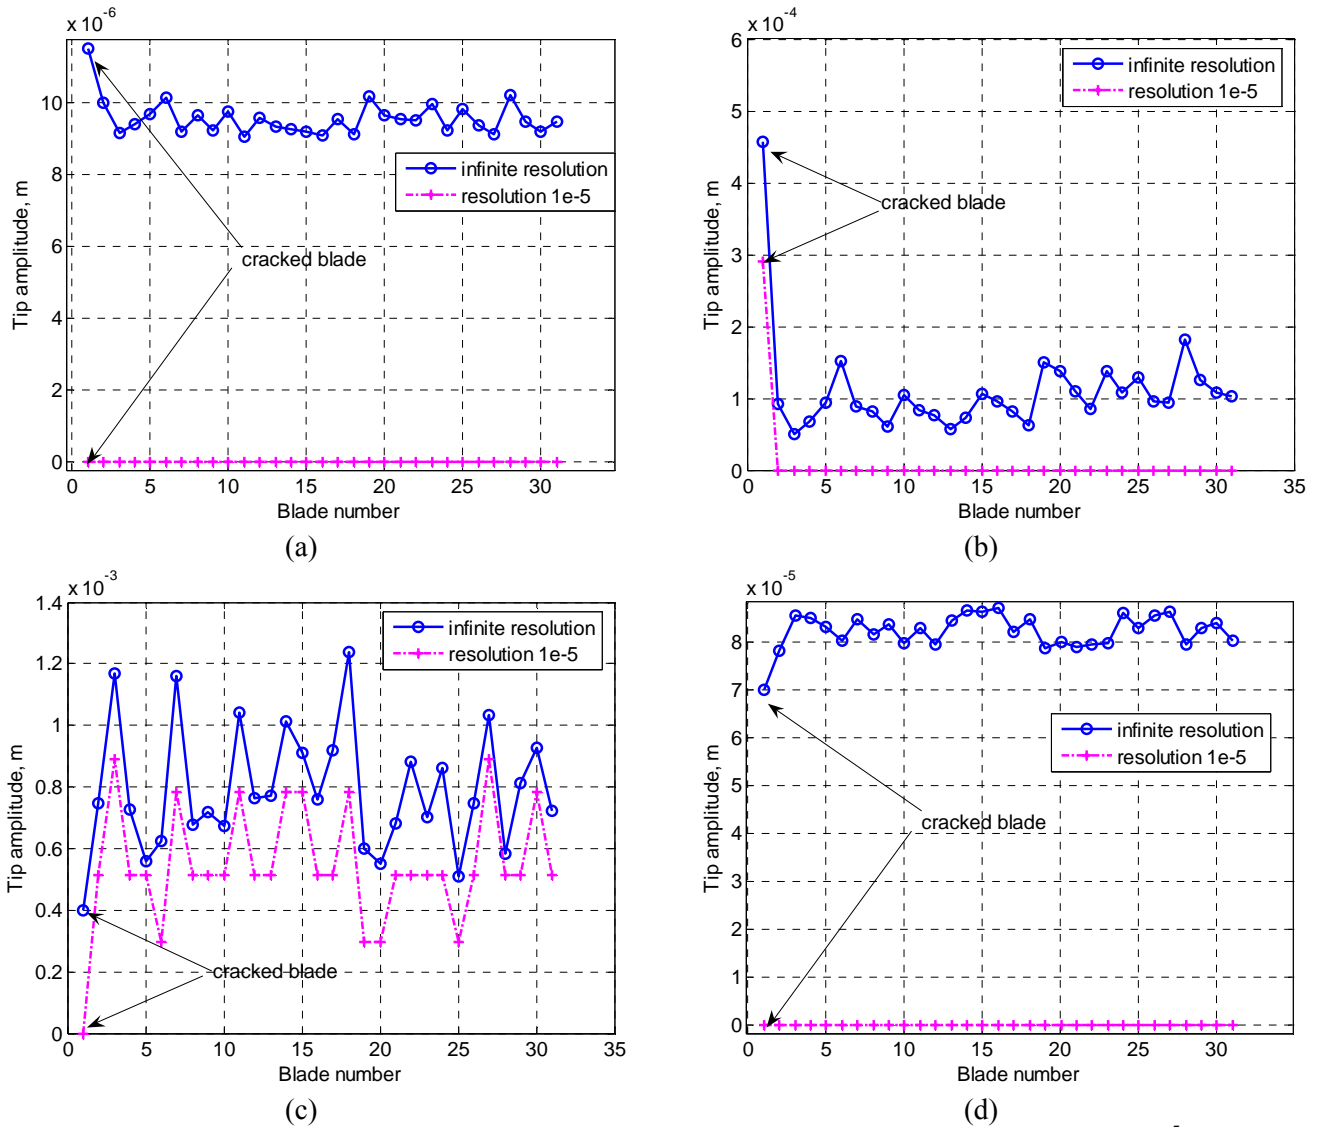 x 10^-6
10
8
6
4
2
0
0 5 10 15 20 25 30
Tip amplitude, m
Blade number
infinite resolution
resolution 1e-5
cracked blade
(a)
x 10^-4
6
5
4
3
2
1
0
0 5 10 15 20 25 30 35
Tip amplitude, m
Blade number
infinite resolution
resolution 1e-5
cracked blade
(b)
x 10^-3
1.4
1.2
1
0.8
0.6
0.4
0.2
0
0 5 10 15 20 25 30 35
Tip amplitude, m
Blade number
infinite resolution
resolution 1e-5
cracked blade
(c)
x 10^-5
8
7
6
5
4
3
2
1
0
0 5 10 15 20 25 30
Tip amplitude, m
Blade number
infinite resolution
resolution 1e-5
cracked blade
(d)